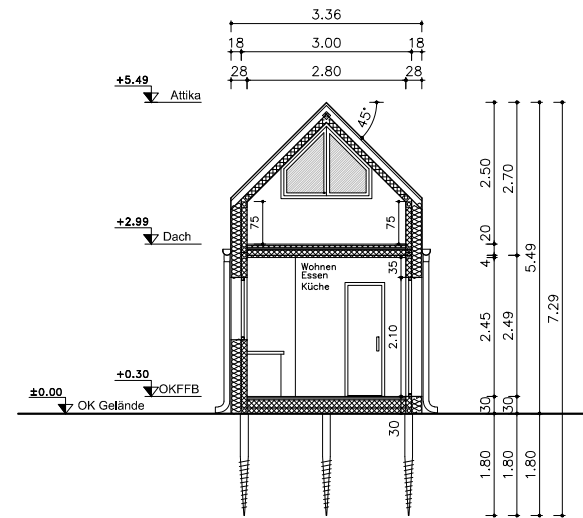 3.36
18 3.00 18
28 2.80 28
+5.49
Attika
45°
2.50 2.70
75 75
+2.99
Dach
20
4
35
5.49
7.29
Wohnen
Essen
Küche
2.10
2.45 2.49
+0.30
OKFFB
±0.00
OK Gelände
30 30
30
1.80 1.80 1.80